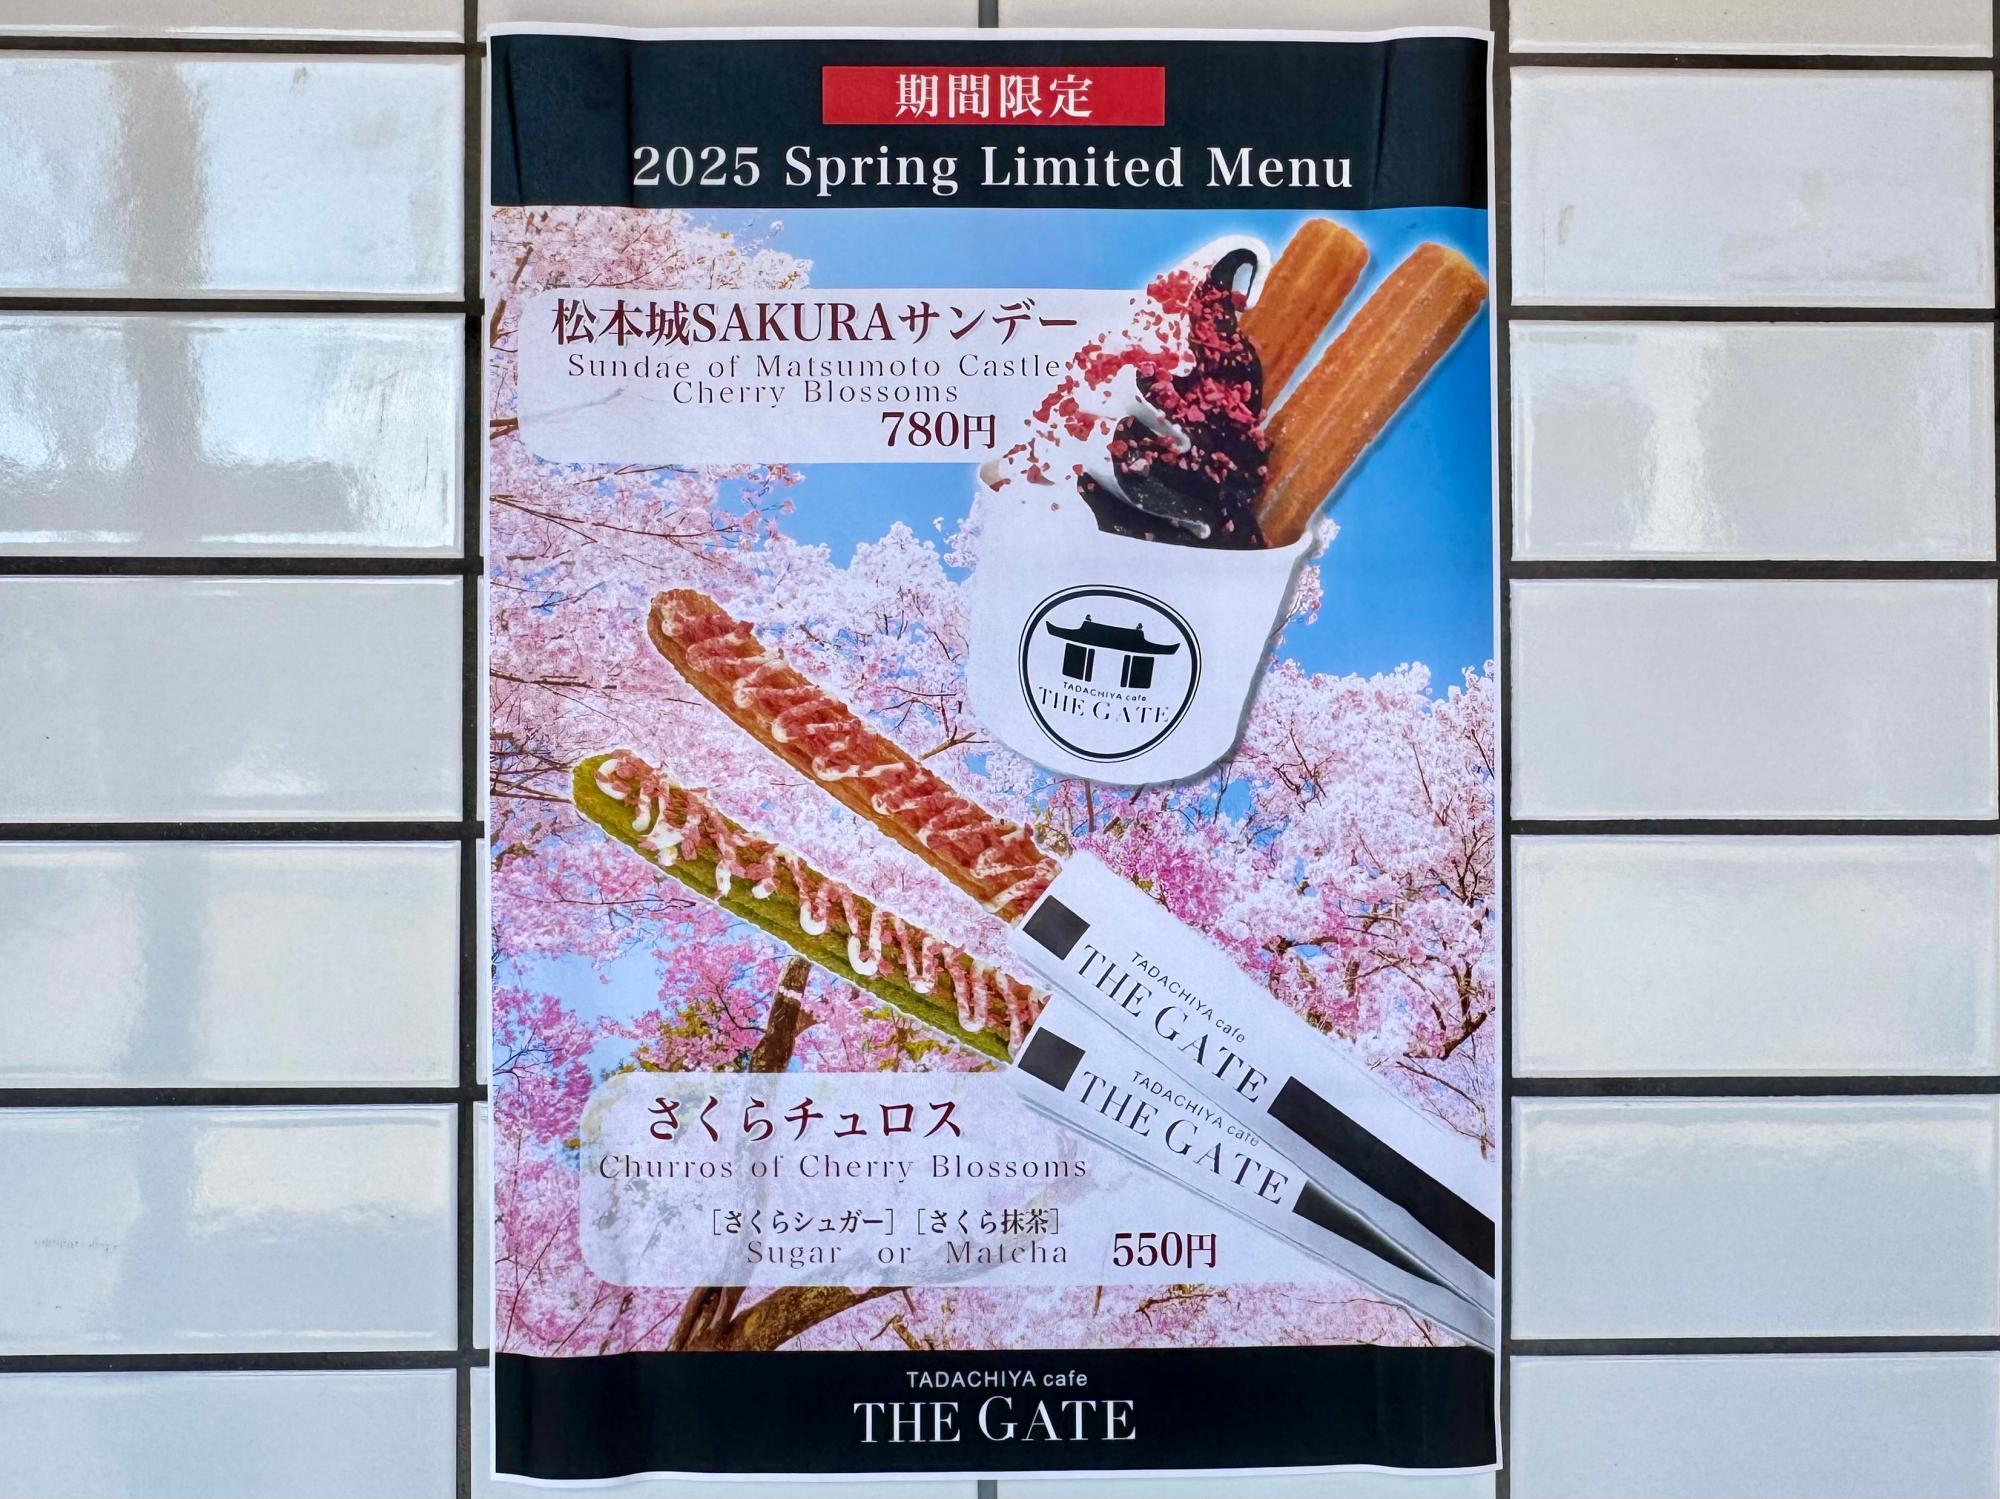 期間限定
2025 Spring Limited Menu
松本城SAKURAサンデー
Sundae of Matsumoto Castle
Cherry Blossoms
780円
TADACHIYA cafe
THE GATE
TADACHIYA cafe
THE GATE
TADACHIYA cafe
THE GATE
さくらチュロス
Churros of Cherry Blossoms
［さくらシュガー］［さくら抹茶］
Sugar or Matcha 550円
TADACHIYA cafe
THE GATE